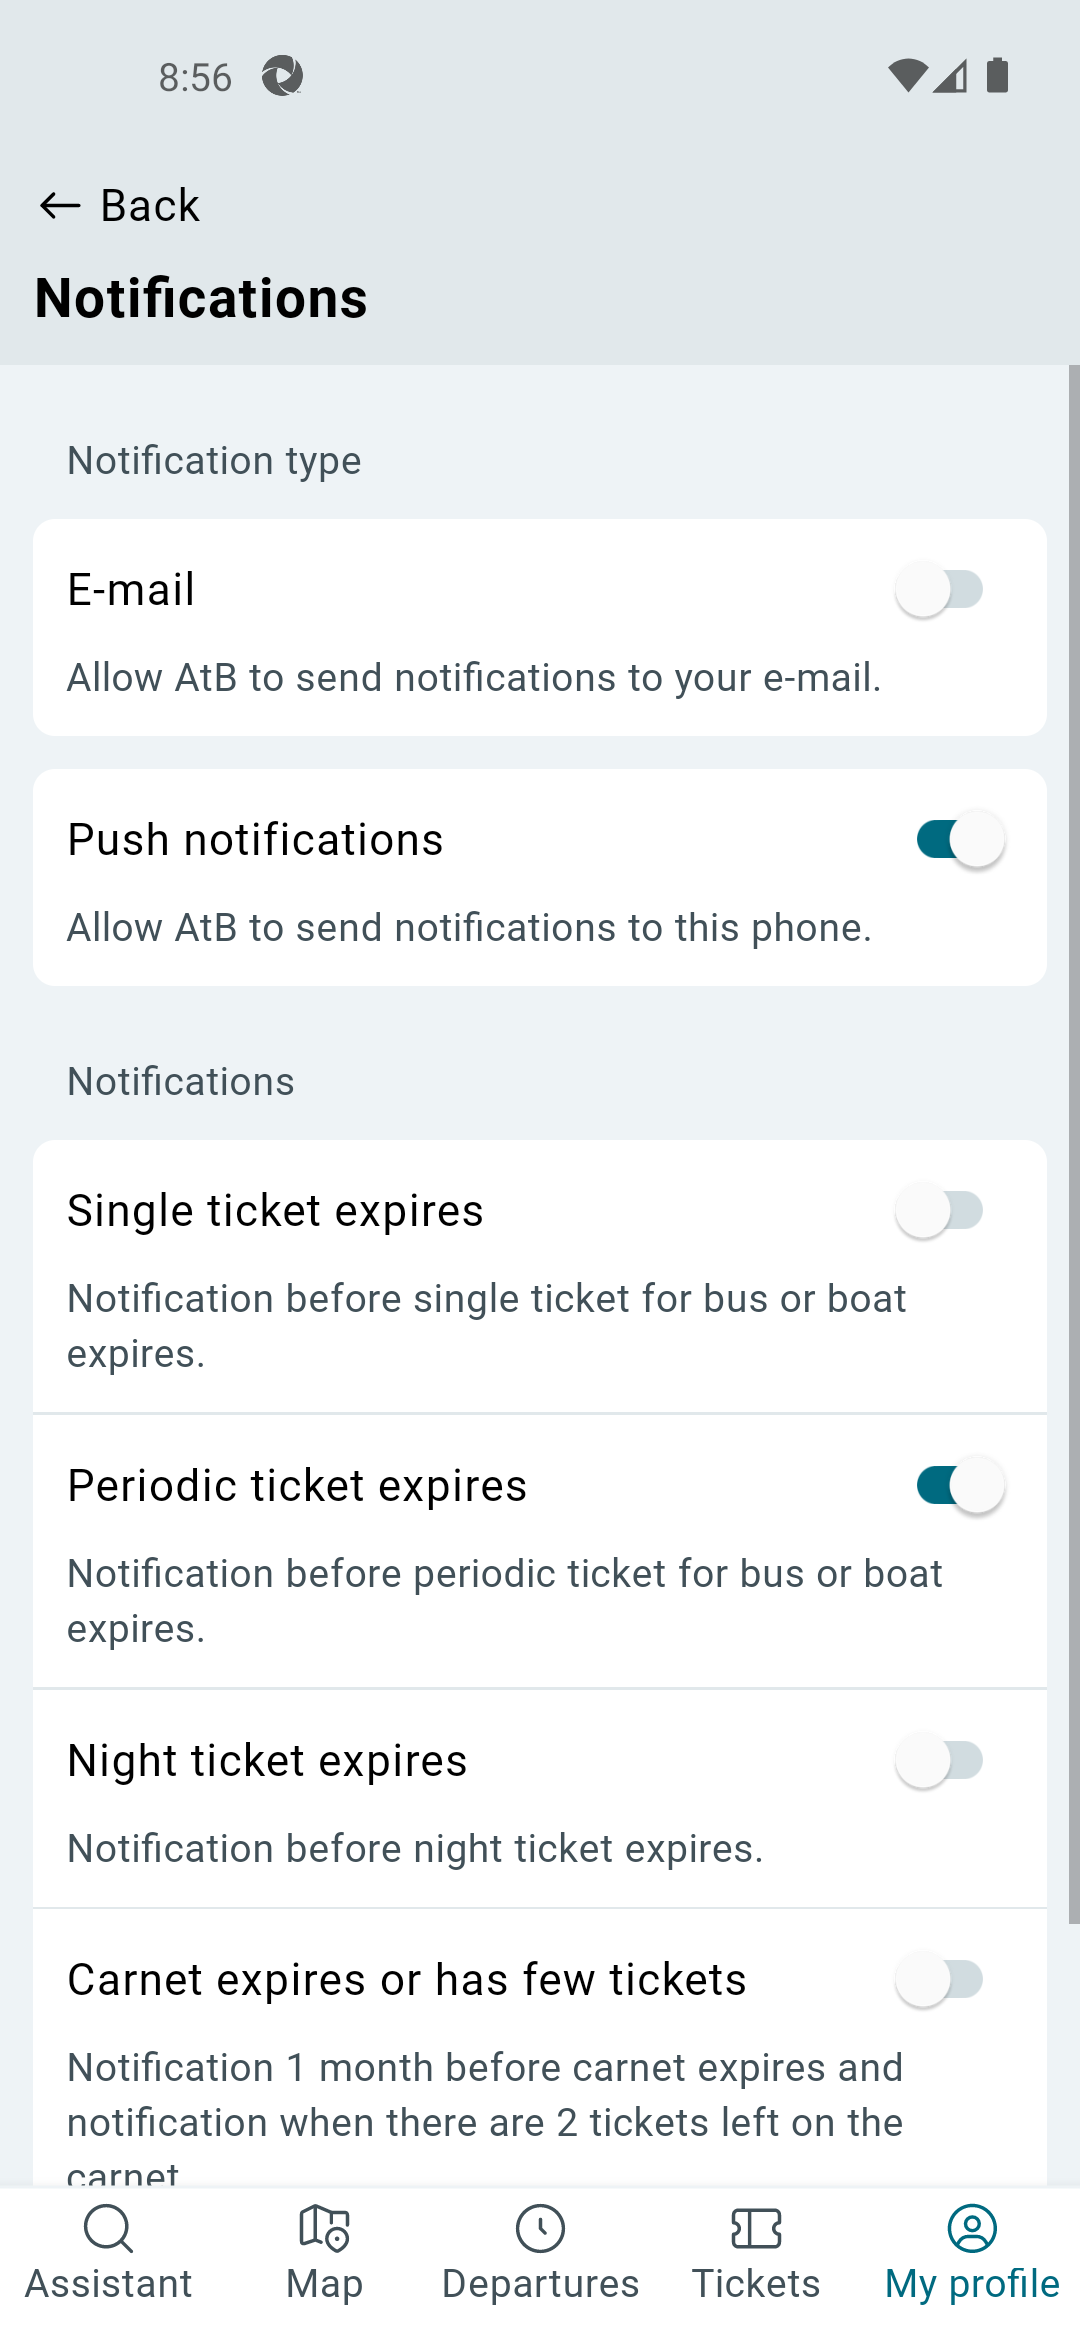 8:56
Back
Notifications
Notification type
E-mail
Allow AtB to send notifications to your e-mail.
Push notifications
Allow AtB to send notifications to this phone.
Notifications
Single ticket expires
Notification before single ticket for bus or boat
expires.
Periodic ticket expires
Notification before periodic ticket for bus or boat
expires.
Night ticket expires
Notification before night ticket expires.
Carnet expires or has few tickets
Notification 1 month before carnet expires and
notification when there are 2 tickets left on the
carnet
Assistant
Map
Departures
Tickets
My profile